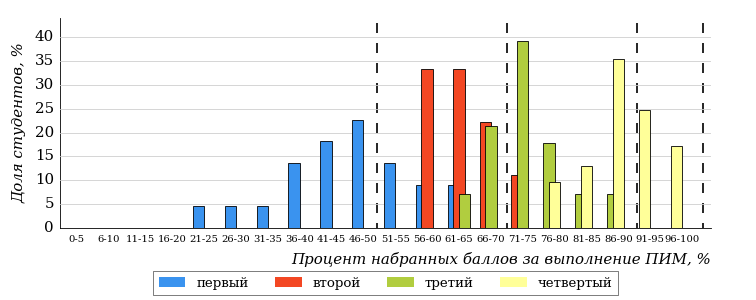 Доля студентов, %
40
35
30
25
20
15
10
5
0
0-5 6-10 11-15 16-20 21-25 26-30 31-35 36-40 41-45 46-50 51-55 56-60 61-65 66-70 71-75 76-80 81-85 86-90 91-95 96-100
Процент набранных баллов за выполнение ПИМ, %
первый второй третий четвертый